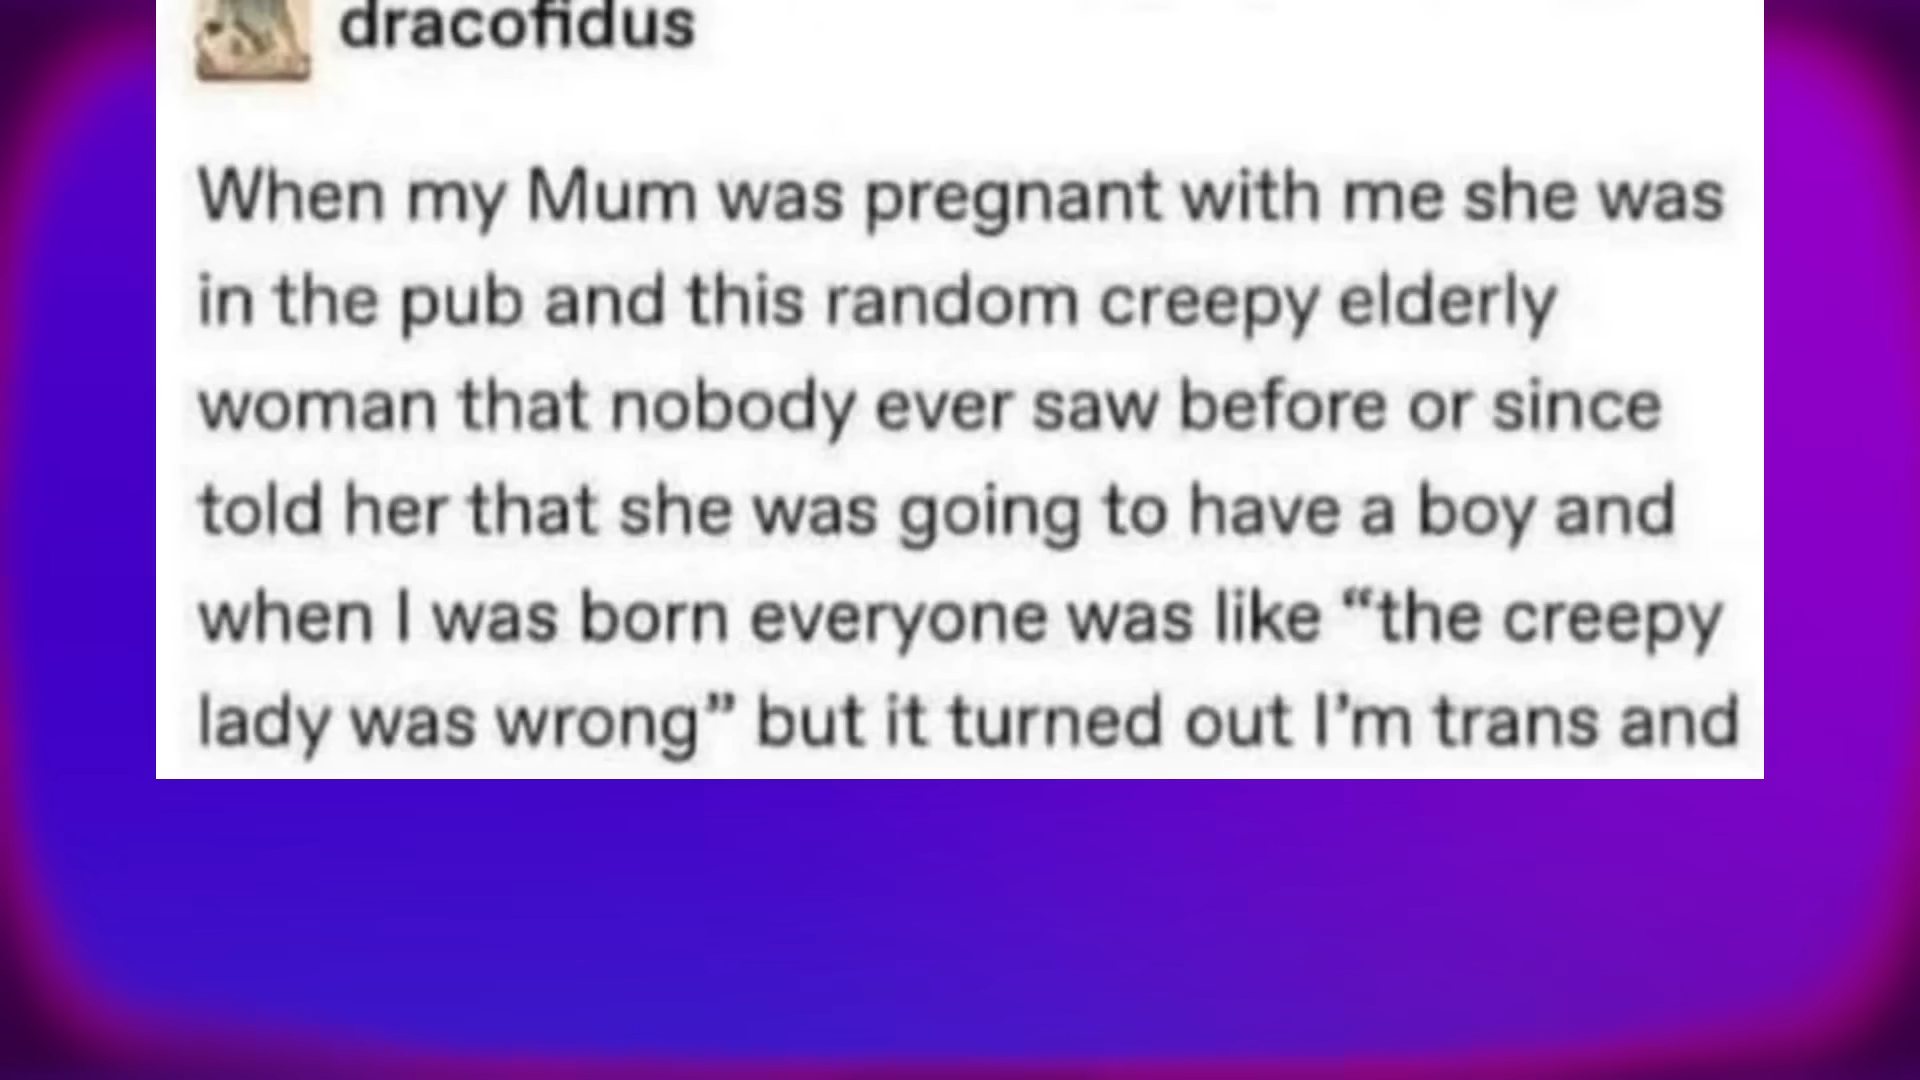 dracofidus
When my Mum was pregnant with me she was
in the pub and this random creepy elderly
woman that nobody ever saw before or since
told her that she was going to have a boy and
when I was born everyone was like “the creepy
lady was wrong” but it turned out I’m trans and